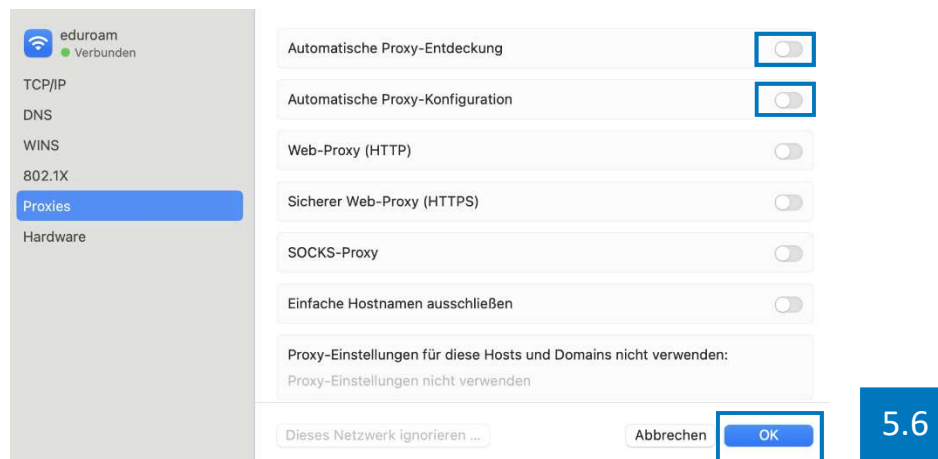 eduroam
Verbunden
TCP/IP
DNS
WINS
802.1X
Proxies
Hardware
Automatische Proxy-Entdeckung
Automatische Proxy-Konfiguration
Web-Proxy (HTTP)
Sicherer Web-Proxy (HTTPS)
SOCKS-Proxy
Einfache Hostnamen ausschließen
Proxy-Einstellungen für diese Hosts und Domains nicht verwenden:
Proxy-Einstellungen nicht verwenden
Dieses Netzwerk ignorieren ...
Abbrechen
OK
5.6